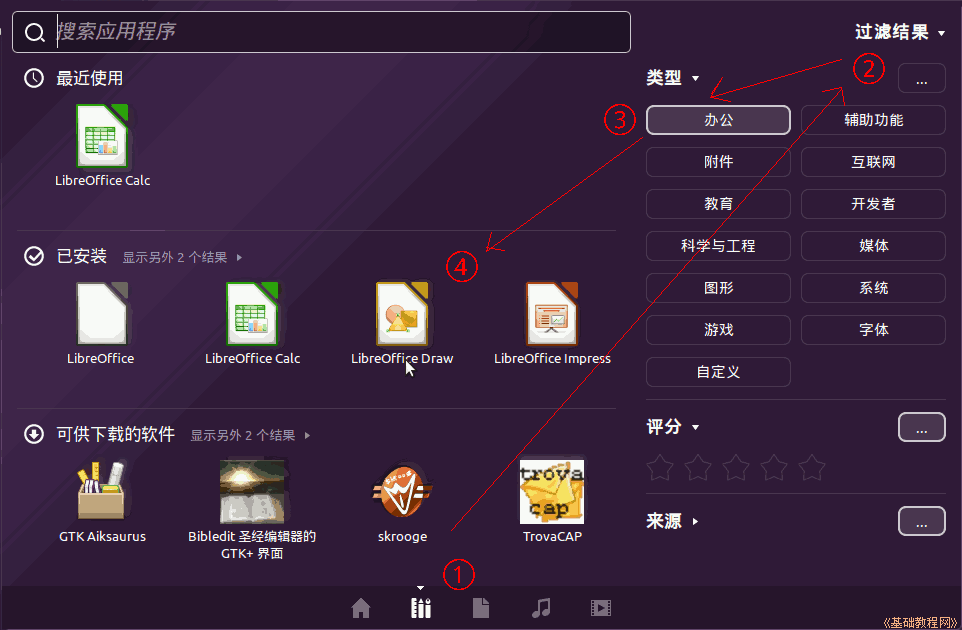 搜索应用程序
过滤结果
最近使用
类型
②
...
③
办公
辅助功能
LibreOffice Calc
附件
互联网
教育
开发者
已安装
显示另外 2 个结果
④
科学与工程
媒体
图形
系统
LibreOffice
LibreOffice Calc
LibreOffice Draw
LibreOffice Impress
游戏
字体
自定义
可供下载的软件
显示另外 2 个结果
评分
...
trova
cap
GTK Aiksaurus
Bibledit 圣经编辑器的
GTK+ 界面
skrooge
TrovaCAP
来源
...
①
《基础教程网》